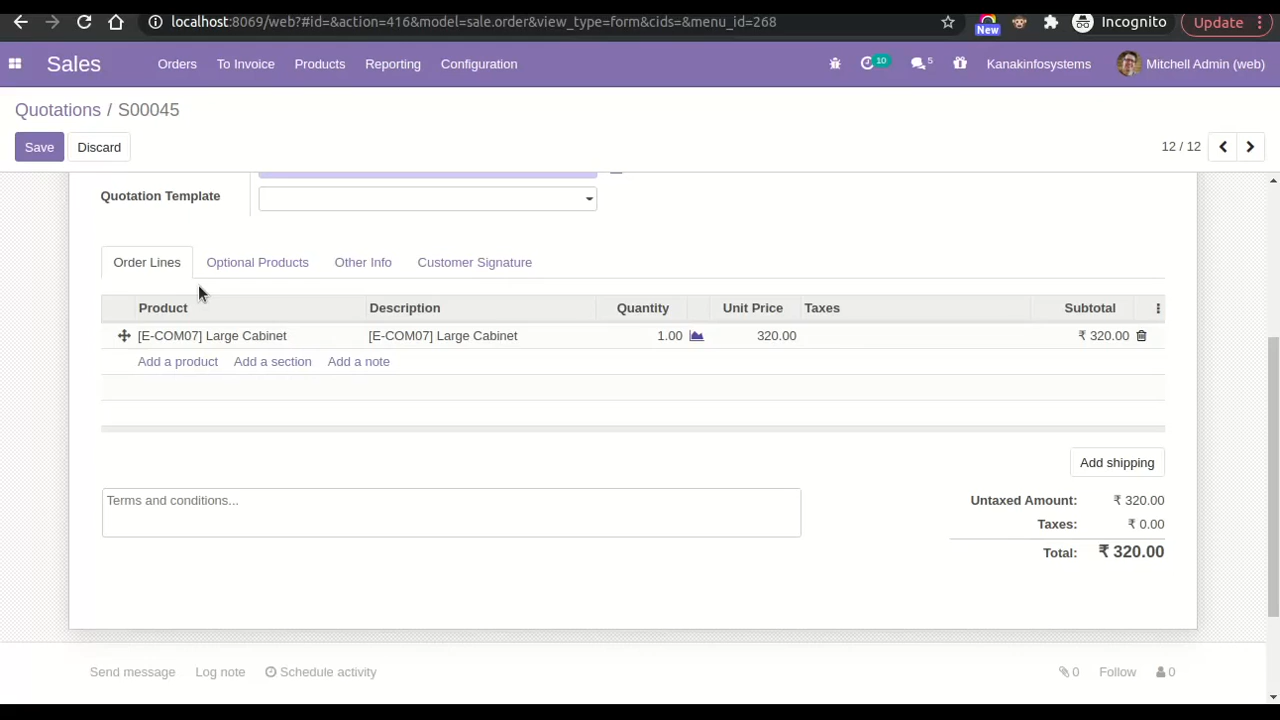 localhost:8069/web?#id=&action=416&model=sale.order&view_type=form&cids=&menu_id=268
New
Incognito
Update
Sales
Orders
To Invoice
Products
Reporting
Configuration
10
5
Kanakinfosystems
Mitchell Admin (web)
Quotations / S00045
Save
Discard
12 / 12
Quotation Template
Order Lines
Optional Products
Other Info
Customer Signature
Product Description Quantity Unit Price Taxes Subtotal
[E-COM07] Large Cabinet [E-COM07] Large Cabinet 1.00 320.00 ₹ 320.00
Add a product Add a section Add a note
Add shipping
Terms and conditions...
Untaxed Amount: ₹ 320.00
Taxes: ₹ 0.00
Total: ₹ 320.00
Send message Log note Schedule activity 0 Follow 0